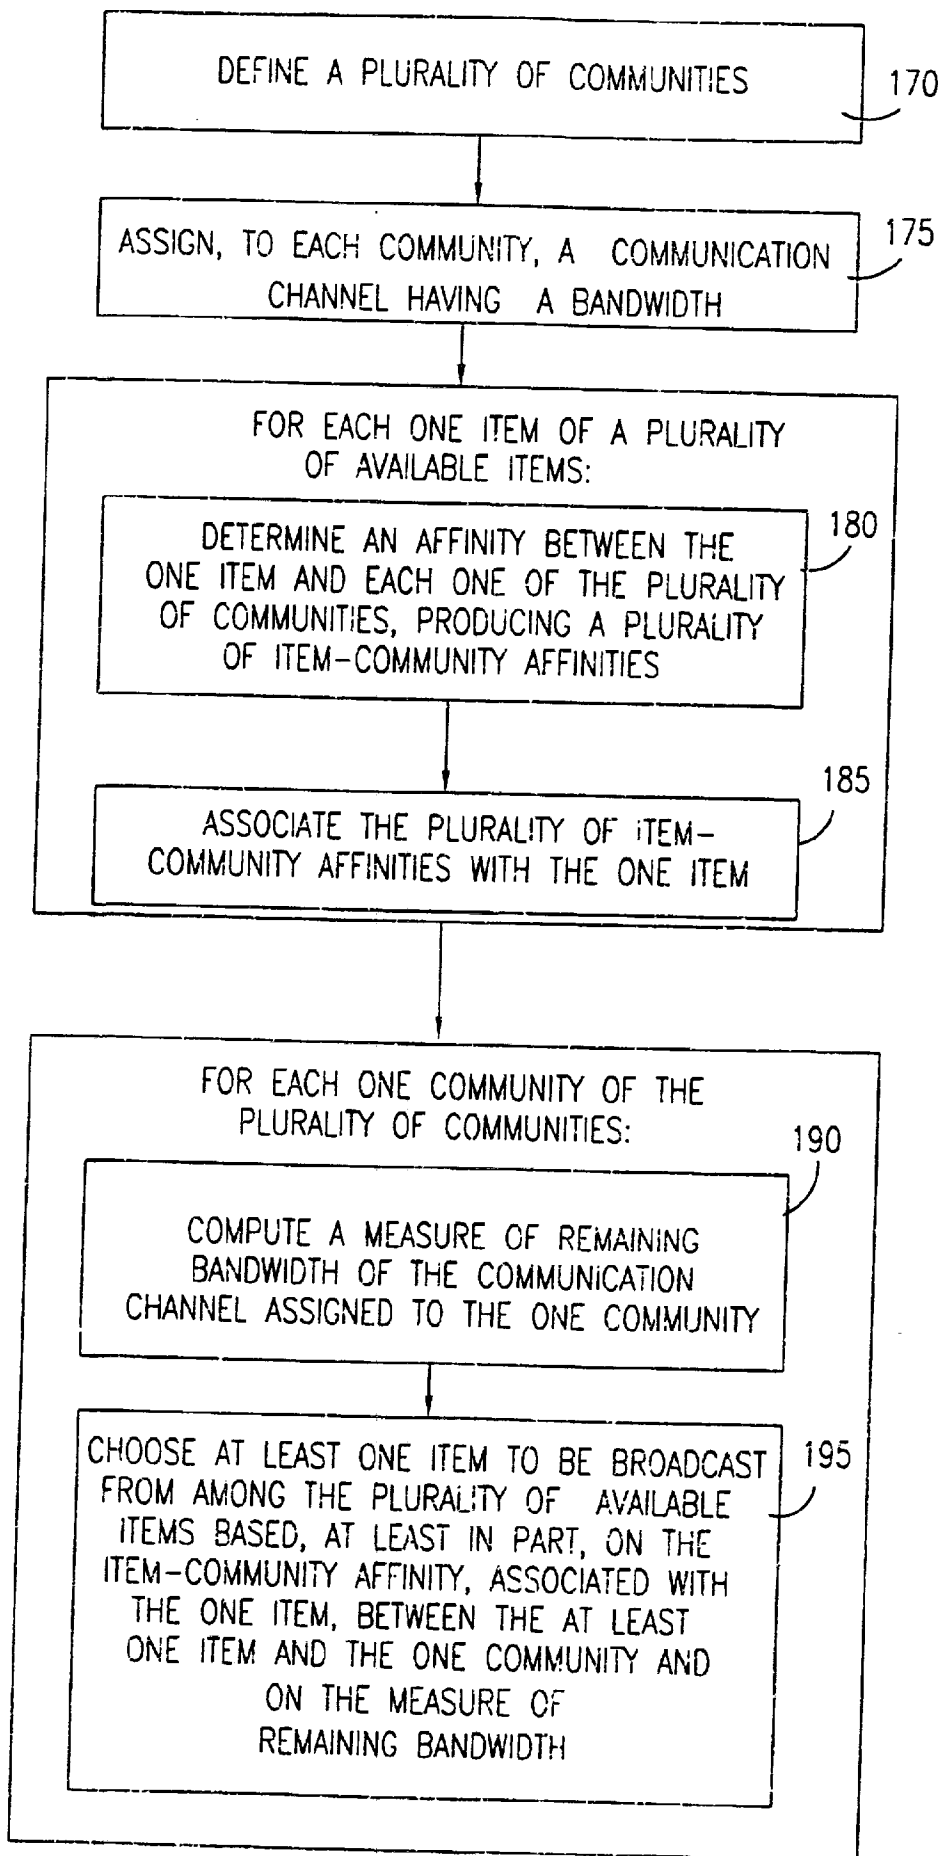 DEFINE A PLURALITY OF COMMUNITIES
170
ASSIGN, TO EACH COMMUNITY, A COMMUNICATION
CHANNEL HAVING A BANDWIDTH
175
FOR EACH ONE ITEM OF A PLURALITY
OF AVAILABLE ITEMS:
180
DETERMINE AN AFFINITY BETWEEN THE
ONE ITEM AND EACH ONE OF THE PLURALITY
OF COMMUNITIES, PRODUCING A PLURALITY
OF ITEM-COMMUNITY AFFINITIES
185
ASSOCIATE THE PLURALITY OF ITEM-
COMMUNITY AFFINITIES WITH THE ONE ITEM
FOR EACH ONE COMMUNITY OF THE
PLURALITY OF COMMUNITIES:
190
COMPUTE A MEASURE OF REMAINING
BANDWIDTH OF THE COMMUNICATION
CHANNEL ASSIGNED TO THE ONE COMMUNITY
195
CHOOSE AT LEAST ONE ITEM TO BE BROADCAST
FROM AMONG THE PLURALITY OF AVAILABLE
ITEMS BASED, AT LEAST IN PART, ON THE
ITEM-COMMUNITY AFFINITY, ASSOCIATED WITH
THE ONE ITEM, BETWEEN THE AT LEAST
ONE ITEM AND THE ONE COMMUNITY AND
ON THE MEASURE OF
REMAINING BANDWIDTH